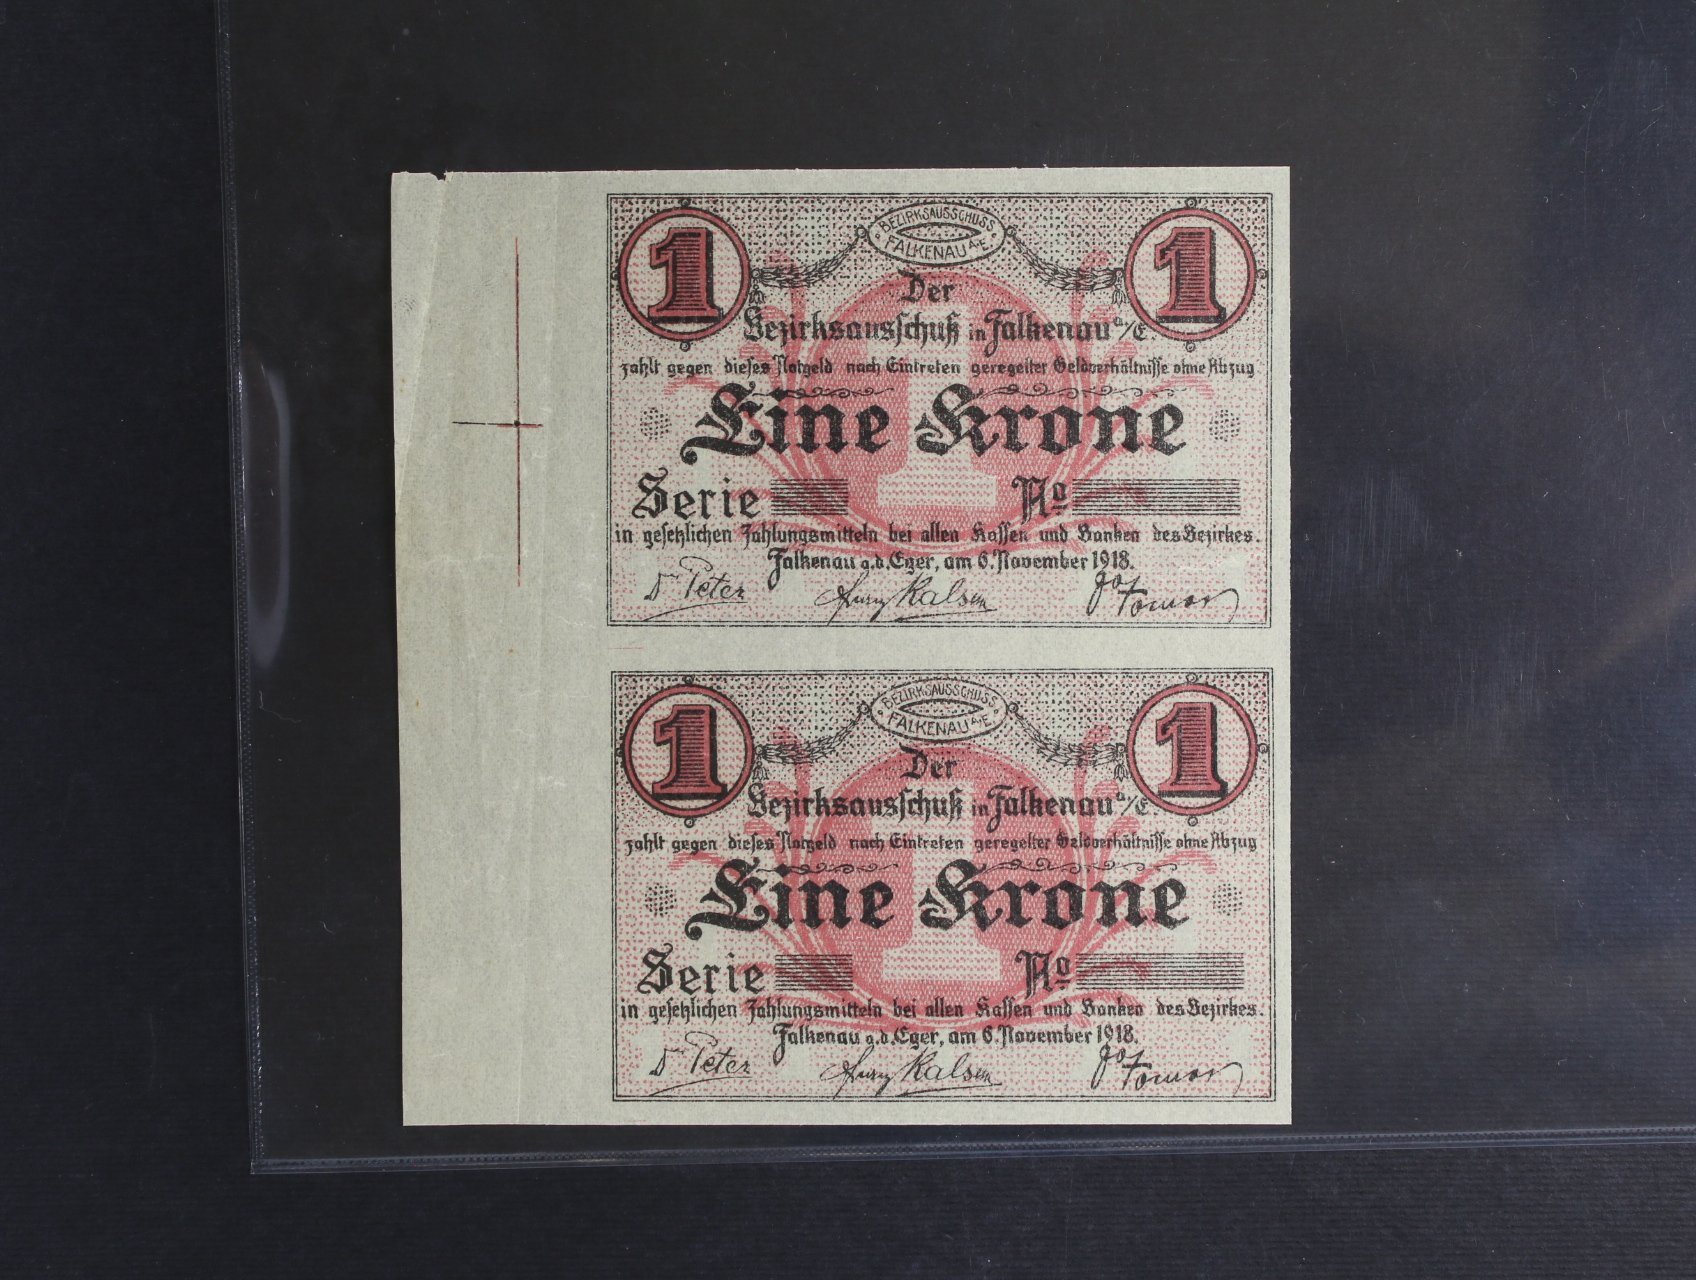 1 BEZIRKSAUSSCHUSS 1
FALKENAU A/E.
Der
Bezirksausschuß in Falkenau a/E.
zahlt gegen dieses Notgeld nach Eintreten geregelter Geldverhältnisse ohne Abzug
Eine Krone
Serie No
in gesetzlichen Zahlungsmitteln bei allen Kassen und Banken des Bezirkes.
Falkenau a.d. Eger, am 6. November 1918.
Dr Peter
1 BEZIRKSAUSSCHUSS 1
FALKENAU A/E.
Der
Bezirksausschuß in Falkenau a/E.
zahlt gegen dieses Notgeld nach Eintreten geregelter Geldverhältnisse ohne Abzug
Eine Krone
Serie No
in gesetzlichen Zahlungsmitteln bei allen Kassen und Banken des Bezirkes.
Falkenau a.d. Eger, am 6. November 1918.
Dr Peter